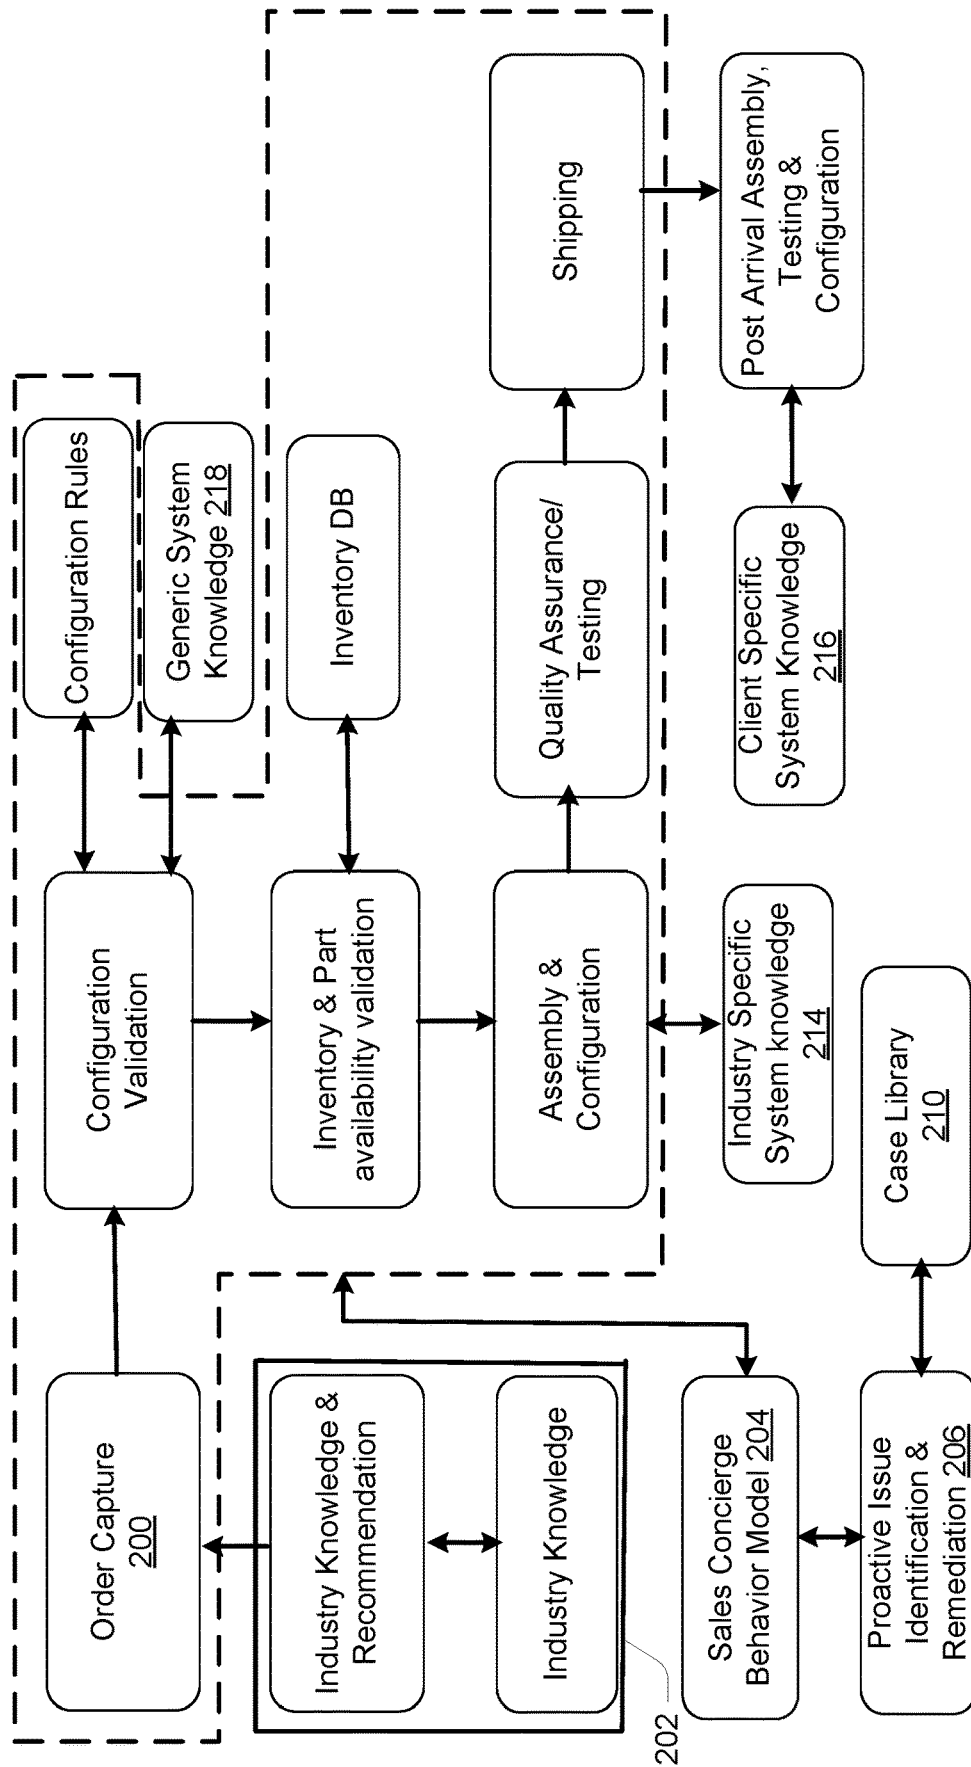 Order Capture
200
Configuration
Validation
Configuration Rules
Generic System
Knowledge 218
Industry Knowledge &
Recommendation
Inventory & Part
availability validation
Inventory DB
Industry Knowledge
Assembly &
Configuration
Quality Assurance/
Testing
Shipping
202
Sales Concierge
Behavior Model 204
Industry Specific
System knowledge
214
Client Specific
System Knowledge
216
Post Arrival Assembly,
Testing &
Configuration
Proactive Issue
Identification &
Remediation 206
Case Library
210